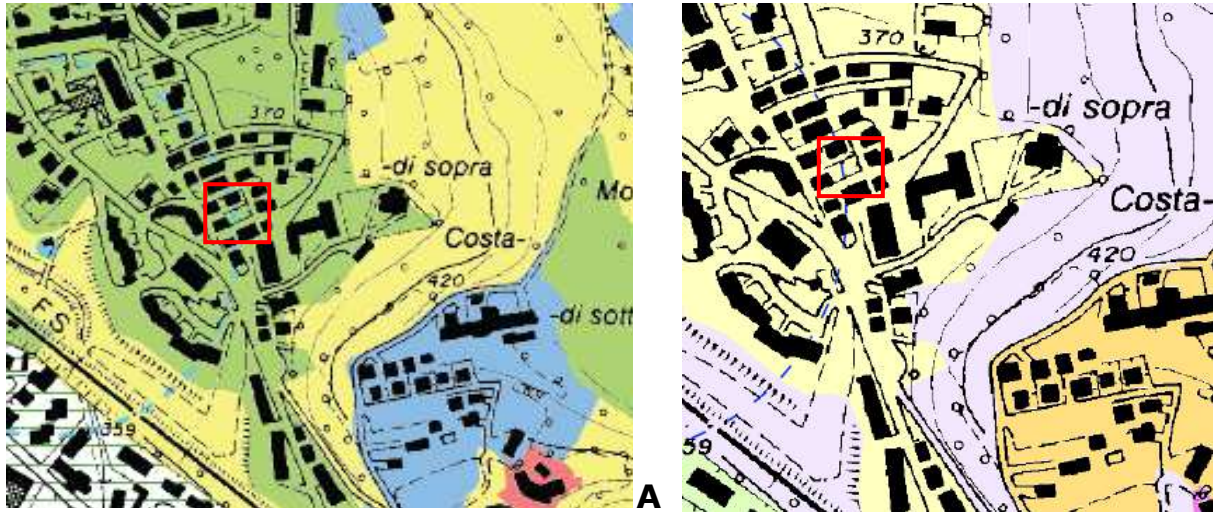 370
-di sopra
Mo
Costa-
420
-di sott
FS
359
A
370
-di sopra
Costa-
420
59